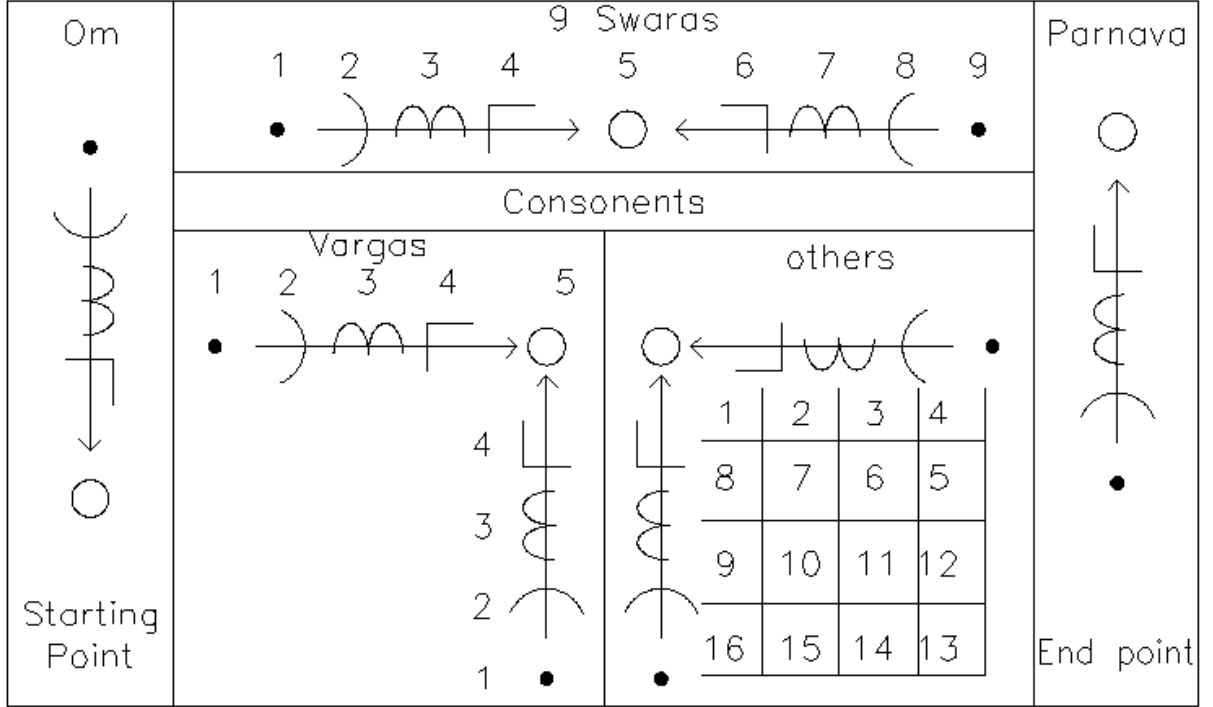 Om
Starting
Point
9 Swaras
1 2 3 4 5 6 7 8 9
Consonents
Vargas
1 2 3 4 5
4
3
2
1
others
1 2 3 4
8 7 6 5
9 10 11 12
16 15 14 13
Parnava
End point